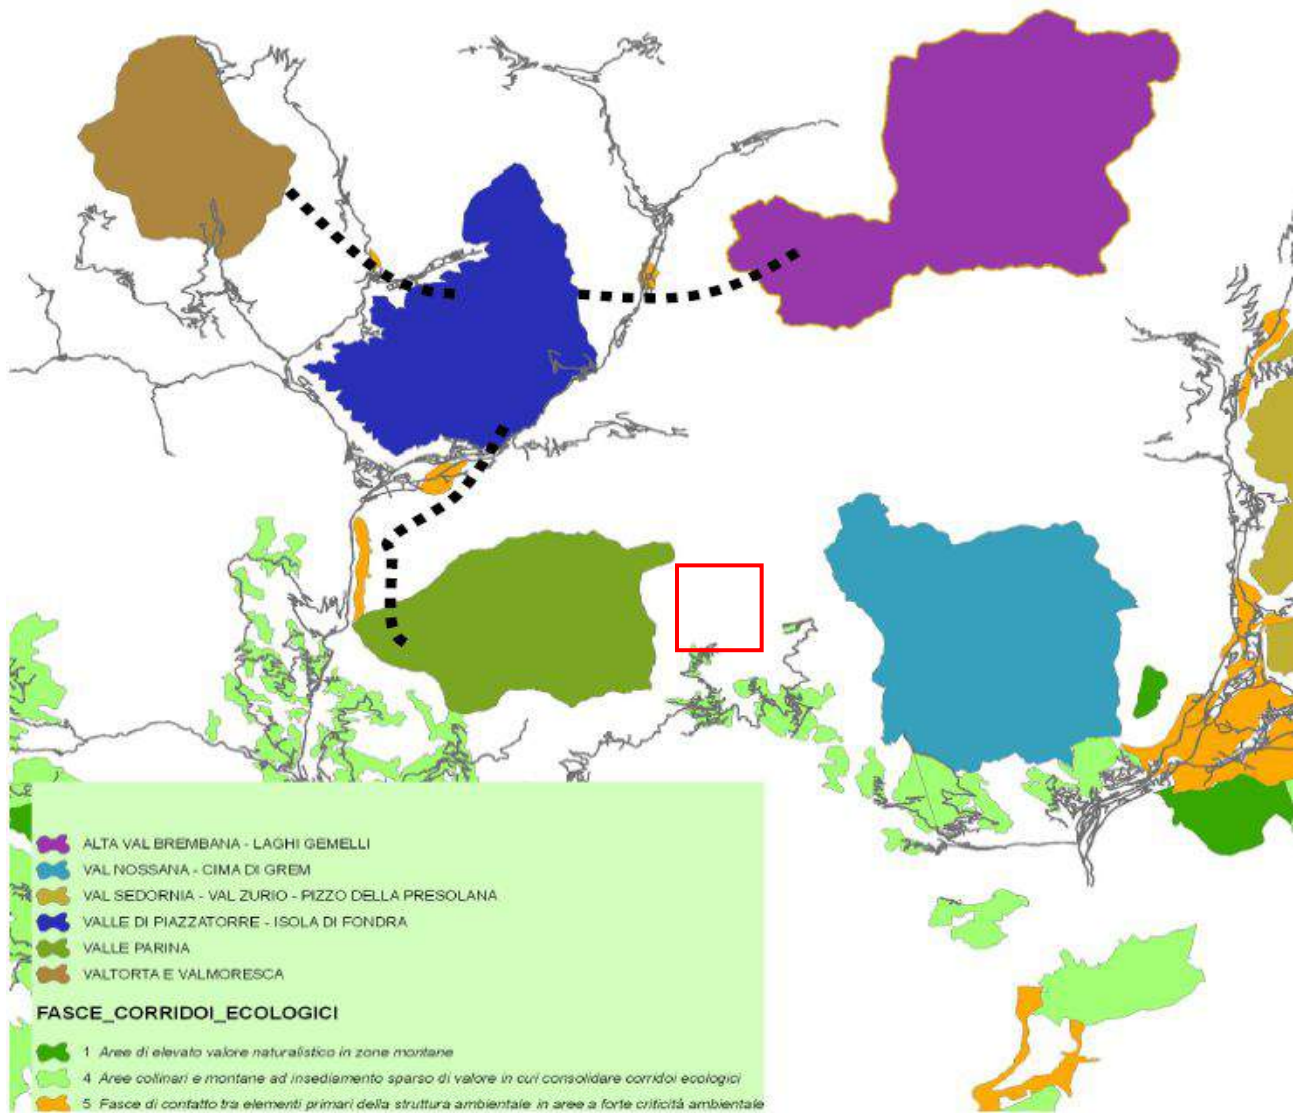 ALTA VAL BREMBANA - LAGHI GEMELLI
VAL NOSSANA - CIMA DI GREM
VAL SEDORNIA - VAL ZURIO - PIZZO DELLA PRESOLANA
VALLE DI PIAZZATORRE - ISOLA DI FONDRA
VALLE PARINA
VALTORTA E VALMORESCA
FASCE_CORRIDOI_ECOLOGICI
1 Aree di elevato valore naturalistico in zone montane
4 Aree collinari e montane ad insediamento sparso di valore in cui consolidare corridoi ecologici
5 Fasce di contatto tra elementi primari della struttura ambientale in aree a forte criticità ambientale